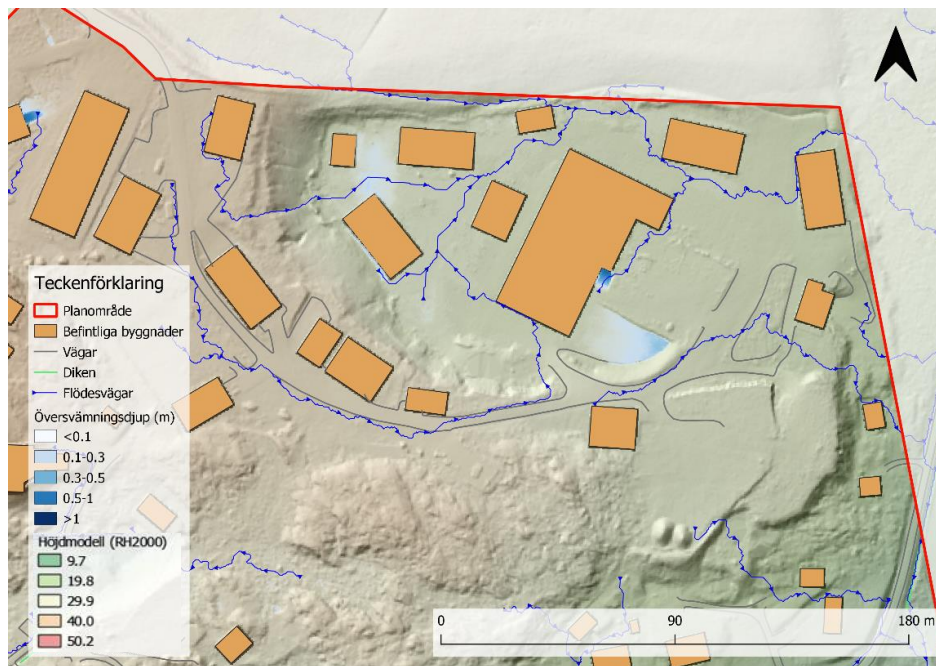 Teckenförklaring
Planområde
Befintliga byggnader
Vägar
Diken
Flödesvägar
Översvämningsdjup (m)
<0.1
0.1-0.3
0.3-0.5
0.5-1
>1
Höjdmodell (RH2000)
9.7
19.8
29.9
40.0
50.2
0 90 180 m